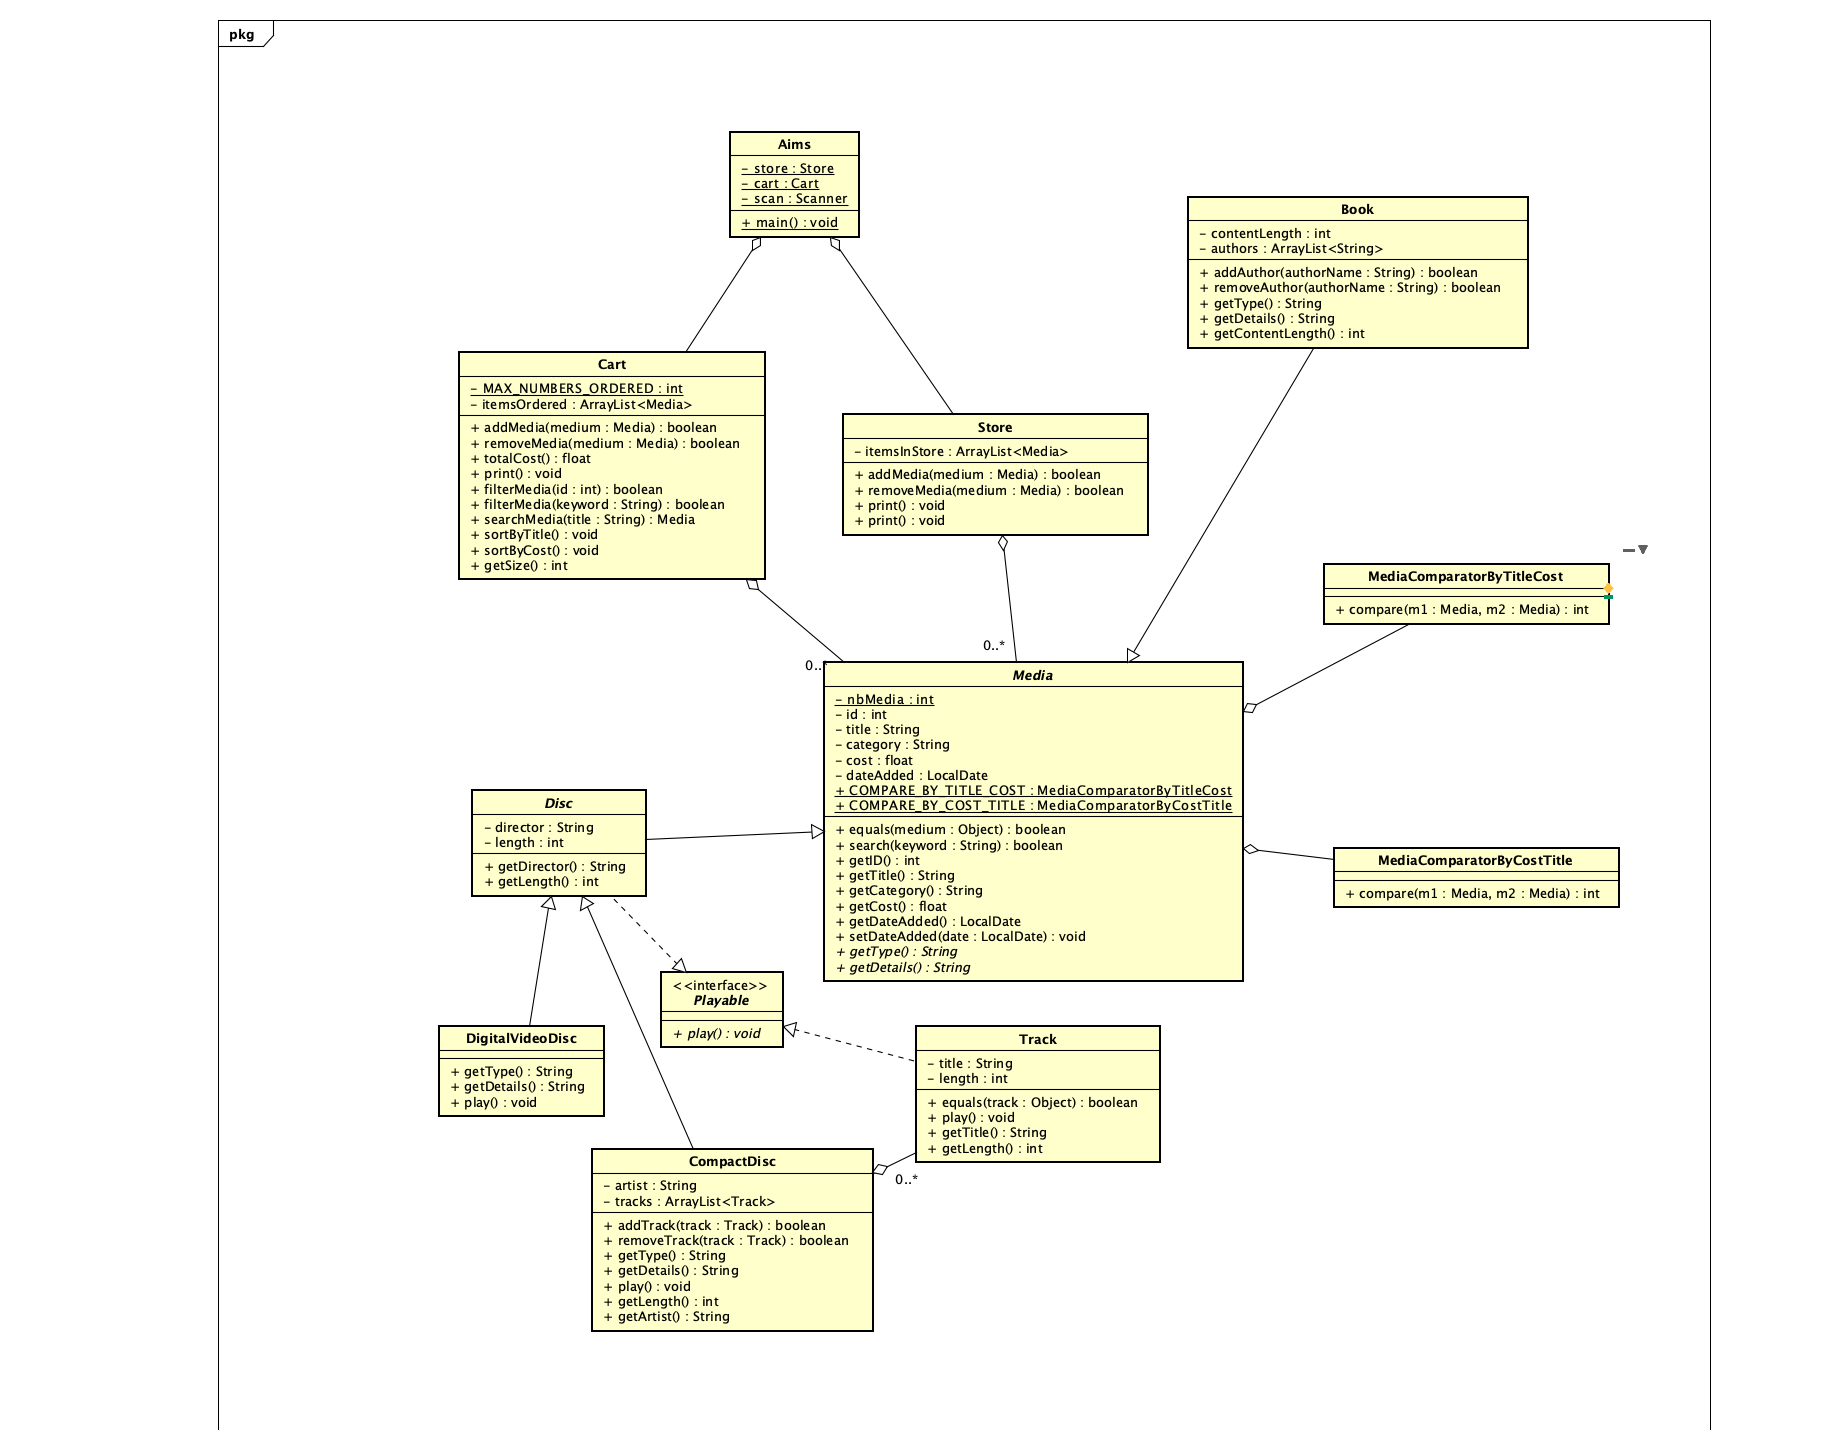 pkg
Aims
– store : Store
– cart : Cart
– scan : Scanner
+ main() : void
Book
– contentLength : int
– authors : ArrayList<String>
+ addAuthor(authorName : String) : boolean
+ removeAuthor(authorName : String) : boolean
+ getType() : String
+ getDetails() : String
+ getContentLength() : int
Cart
– MAX_NUMBERS_ORDERED : int
– itemsOrdered : ArrayList<Media>
+ addMedia(medium : Media) : boolean
+ removeMedia(medium : Media) : boolean
+ totalCost() : float
+ print() : void
+ filterMedia(id : int) : boolean
+ filterMedia(keyword : String) : boolean
+ searchMedia(title : String) : Media
+ sortByTitle() : void
+ sortByCost() : void
+ getSize() : int
Store
– itemsInStore : ArrayList<Media>
+ addMedia(medium : Media) : boolean
+ removeMedia(medium : Media) : boolean
+ print() : void
+ print() : void
MediaComparatorByTitleCost
+ compare(m1 : Media, m2 : Media) : int
0..*
0..
Media
– nbMedia : int
– id : int
– title : String
– category : String
– cost : float
– dateAdded : LocalDate
+ COMPARE_BY_TITLE_COST : MediaComparatorByTitleCost
+ COMPARE_BY_COST_TITLE : MediaComparatorByCostTitle
+ equals(medium : Object) : boolean
+ search(keyword : String) : boolean
+ getID() : int
+ getTitle() : String
+ getCategory() : String
+ getCost() : float
+ getDateAdded() : LocalDate
+ setDateAdded(date : LocalDate) : void
+ getType() : String
+ getDetails() : String
Disc
– director : String
– length : int
+ getDirector() : String
+ getLength() : int
MediaComparatorByCostTitle
+ compare(m1 : Media, m2 : Media) : int
<<interface>>
Playable
+ play() : void
DigitalVideoDisc
+ getType() : String
+ getDetails() : String
+ play() : void
Track
– title : String
– length : int
+ equals(track : Object) : boolean
+ play() : void
+ getTitle() : String
+ getLength() : int
0..*
CompactDisc
– artist : String
– tracks : ArrayList<Track>
+ addTrack(track : Track) : boolean
+ removeTrack(track : Track) : boolean
+ getType() : String
+ getDetails() : String
+ play() : void
+ getLength() : int
+ getArtist() : String